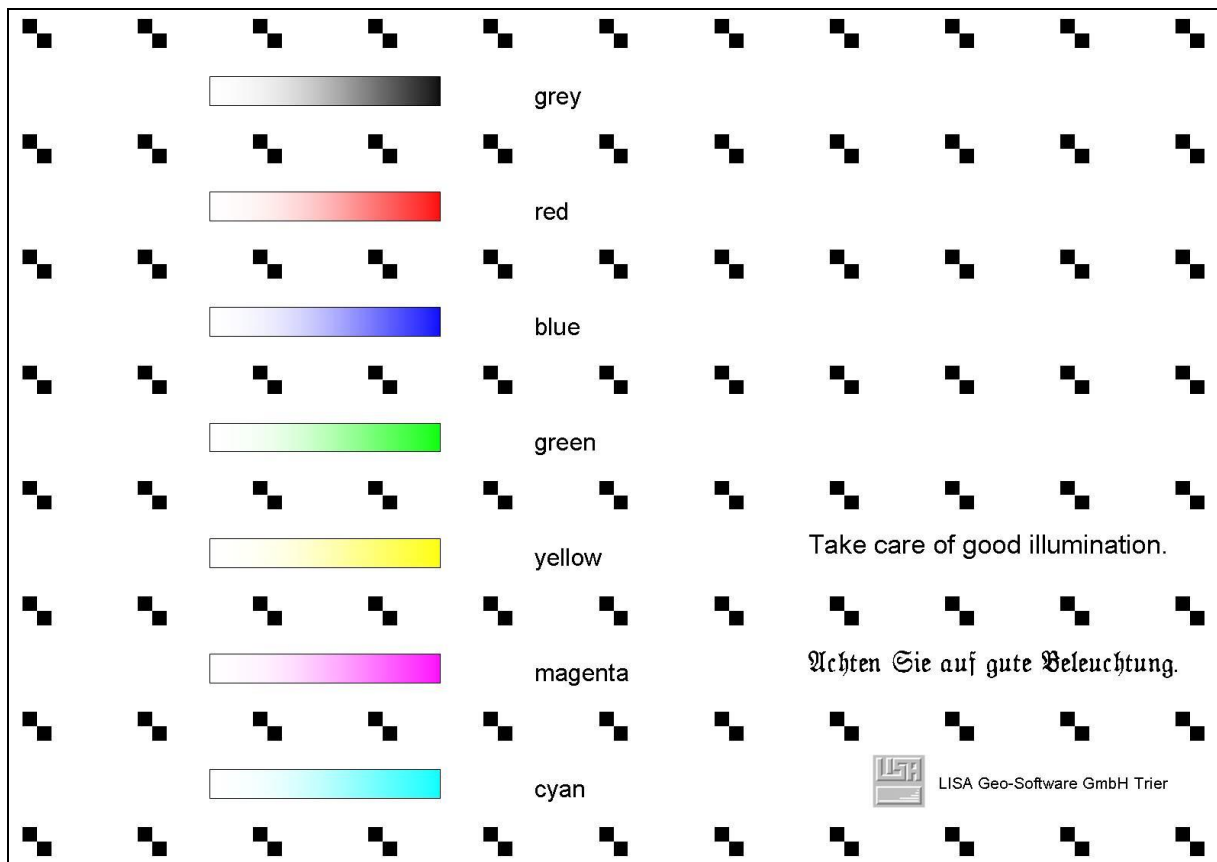 grey
red
blue
green
yellow
Take care of good illumination.
magenta
Achten Sie auf gute Beleuchtung.
cyan
LISA
LISA Geo-Software GmbH Trier